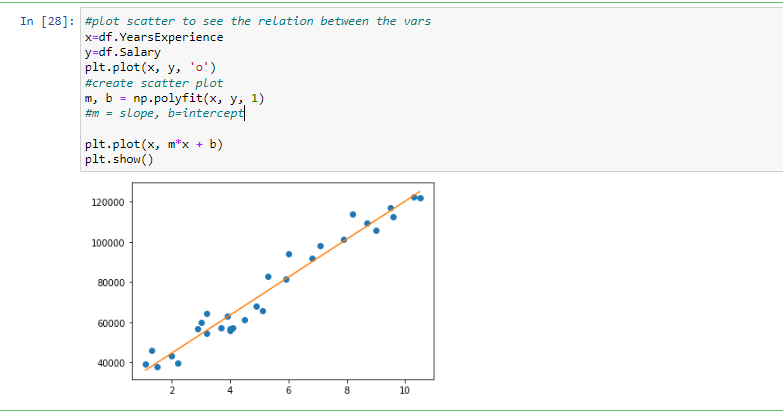 In [28]: #plot scatter to see the relation between the vars
x=df.YearsExperience
y=df.Salary
plt.plot(x, y, 'o')
#create scatter plot
m, b = np.polyfit(x, y, 1)
#m = slope, b=intercept
plt.plot(x, m*x + b)
plt.show()
120000
100000
80000
60000
40000
2 4 6 8 10